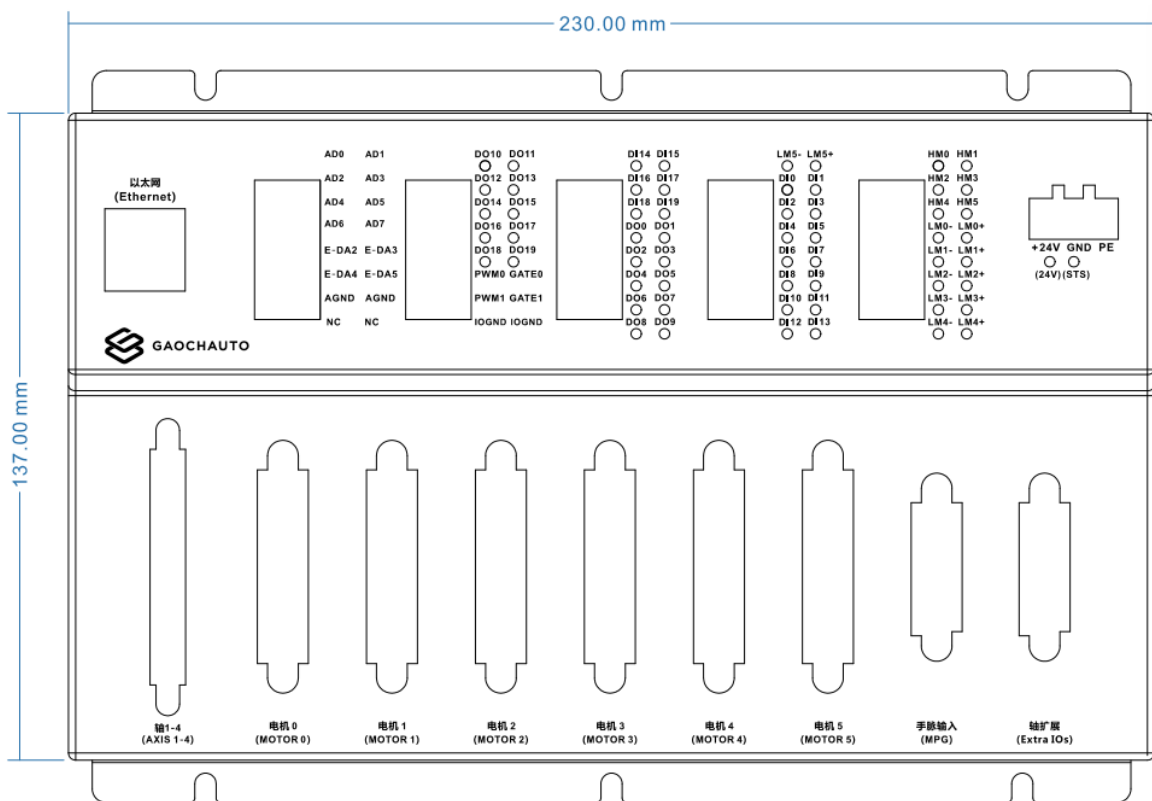 230.00 mm
137.00 mm
以太网
(Ethernet)
AD0 AD1
AD2 AD3
AD4 AD5
AD6 AD7
E-DA2 E-DA3
E-DA4 E-DA5
AGND AGND
NC NC
DO10 DO11
DO12 DO13
DO14 DO15
DO16 DO17
DO18 DO19
PWM0 GATE0
PWM1 GATE1
IOGND IOGND
DI14 DI15
DI16 DI17
DI18 DI19
DO0 DO1
DO2 DO3
DO4 DO5
DO6 DO7
DO8 DO9
LM5- LM5+
DI0 DI1
DI2 DI3
DI4 DI5
DI6 DI7
DI8 DI9
DI10 DI11
DI12 DI13
HM0 HM1
HM2 HM3
HM4 HM5
LM0- LM0+
LM1- LM1+
LM2- LM2+
LM3- LM3+
LM4- LM4+
+24V GND PE
(24V) (STS)
GAOCHAUTO
轴1-4
(AXIS 1-4)
电机 0
(MOTOR 0)
电机 1
(MOTOR 1)
电机 2
(MOTOR 2)
电机 3
(MOTOR 3)
电机 4
(MOTOR 4)
电机 5
(MOTOR 5)
手脉输入
(MPG)
轴扩展
(Extra IOs)